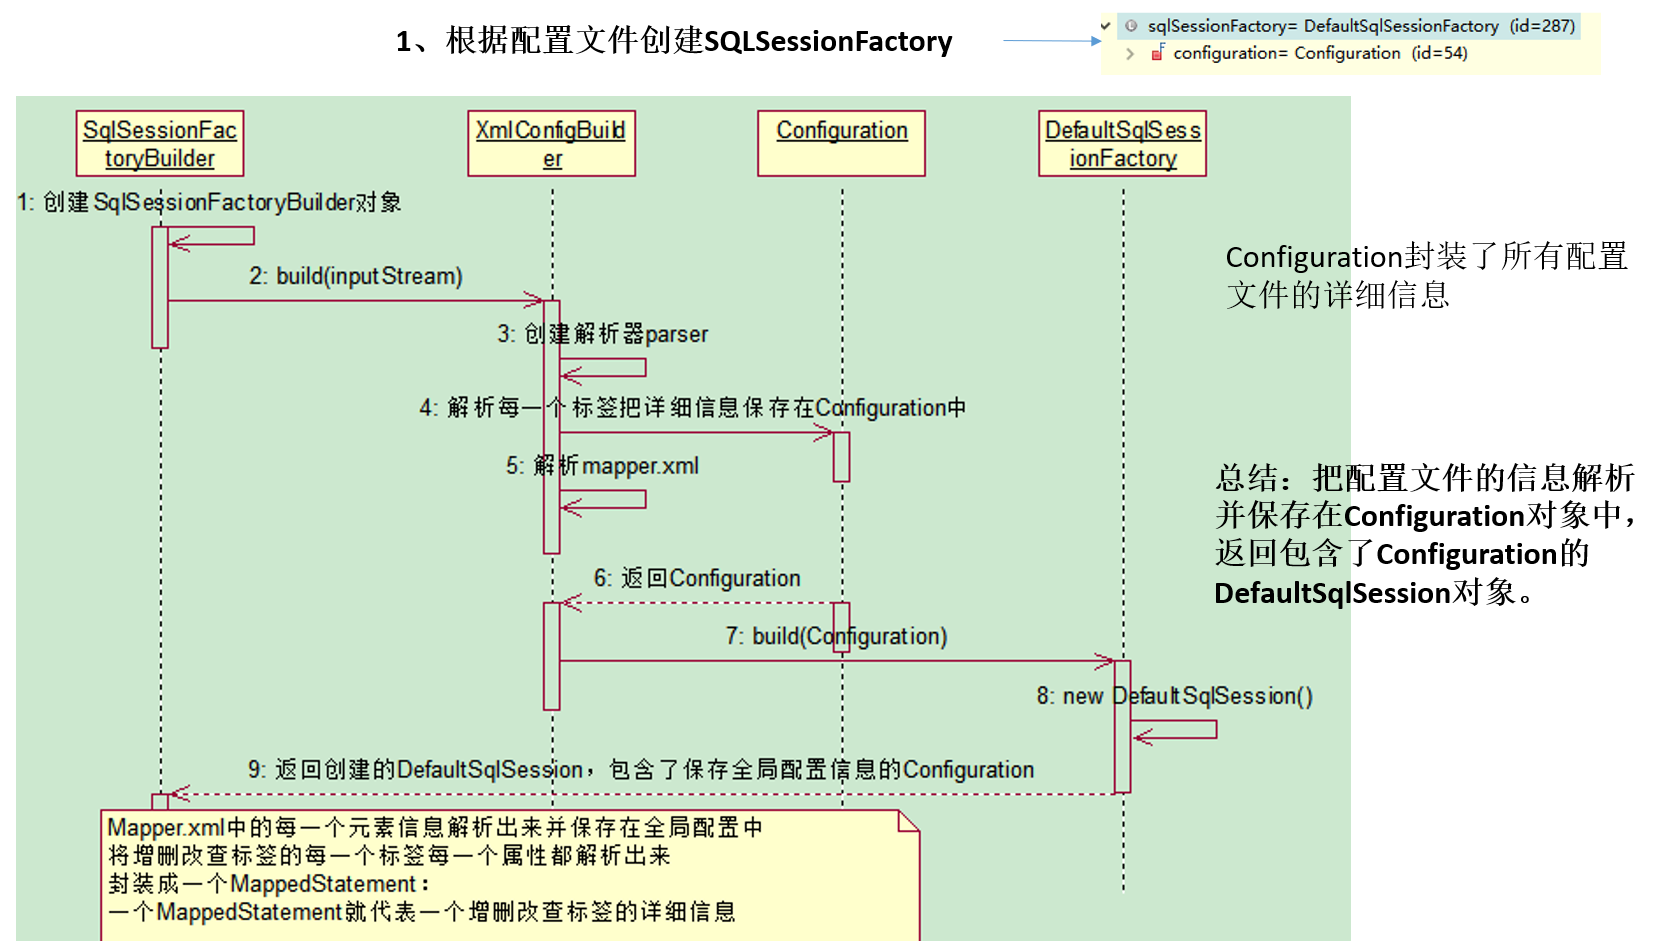 1、根据配置文件创建SQLSessionFactory
sqlSessionFactory= DefaultSqlSessionFactory (id=287)
configuration= Configuration (id=54)
SqlSessionFac
toryBuilder
XmlConfigBuild
er
Configuration
DefaultSqlSess
ionFactory
1: 创建SqlSessionFactoryBuilder对象
2: build(inputStream)
3: 创建解析器parser
4: 解析每一个标签把详细信息保存在Configuration中
5: 解析mapper.xml
6: 返回Configuration
7: build(Configuration)
8: new DefaultSqlSession()
9: 返回创建的DefaultSqlSession，包含了保存全局配置信息的Configuration
Mapper.xml中的每一个元素信息解析出来并保存在全局配置中
将增删改查标签的每一个标签每一个属性都解析出来
封装成一个MappedStatement：
一个MappedStatement就代表一个增删改查标签的详细信息
Configuration封装了所有配置
文件的详细信息
总结：把配置文件的信息解析
并保存在Configuration对象中，
返回包含了Configuration的
DefaultSqlSession对象。